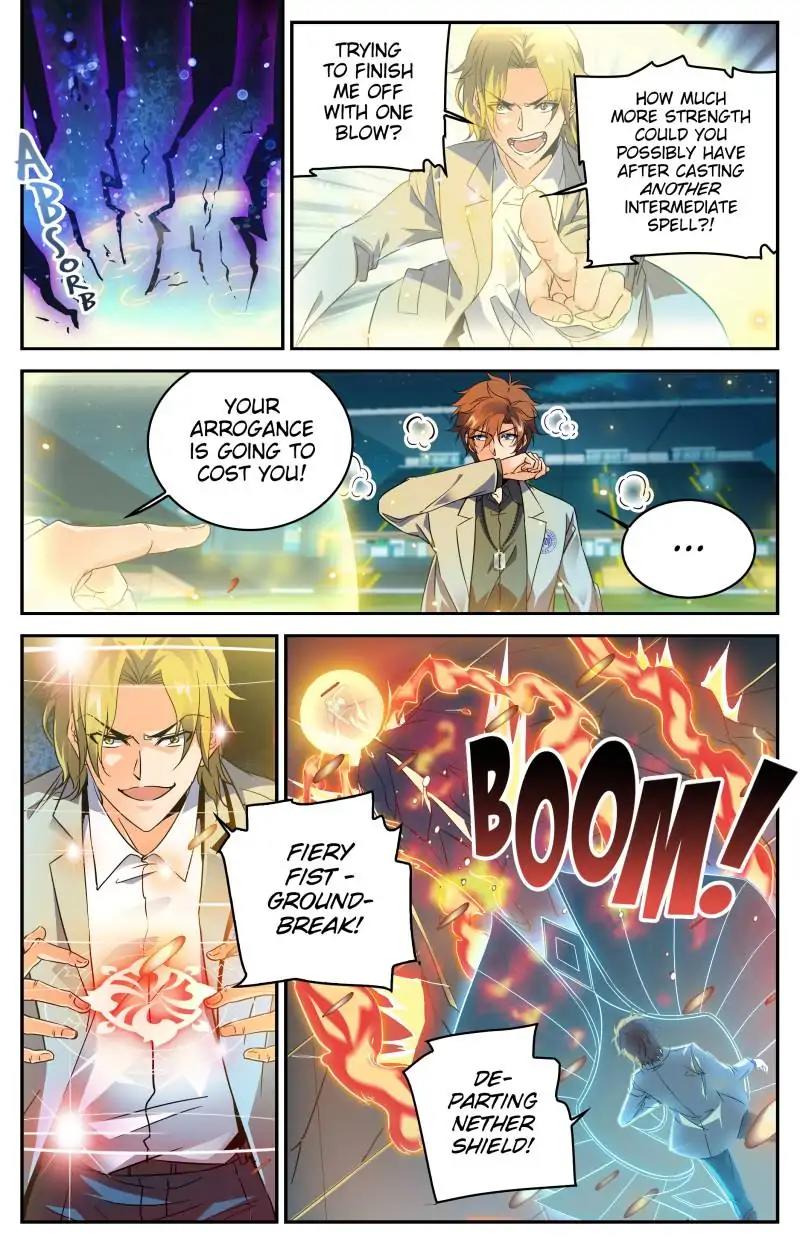 ABSORB
TRYING
TO FINISH
ME OFF
WITH ONE
BLOW?
HOW MUCH
MORE STRENGTH
COULD YOU
POSSIBLY HAVE
AFTER CASTING
ANOTHER
INTERMEDIATE
SPELL?!
YOUR
ARROGANCE
IS GOING TO
COST YOU!
...
FIERY
FIST -
GROUND-
BREAK!
BOOM!
DE-
PARTING
NETHER
SHIELD!